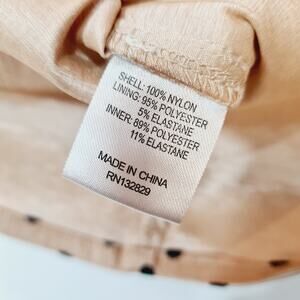 SHELL: 100% NYLON
LINING: 95% POLYESTER
5% ELASTANE
INNER: 89% POLYESTER
11% ELASTANE
MADE IN CHINA
RN132829